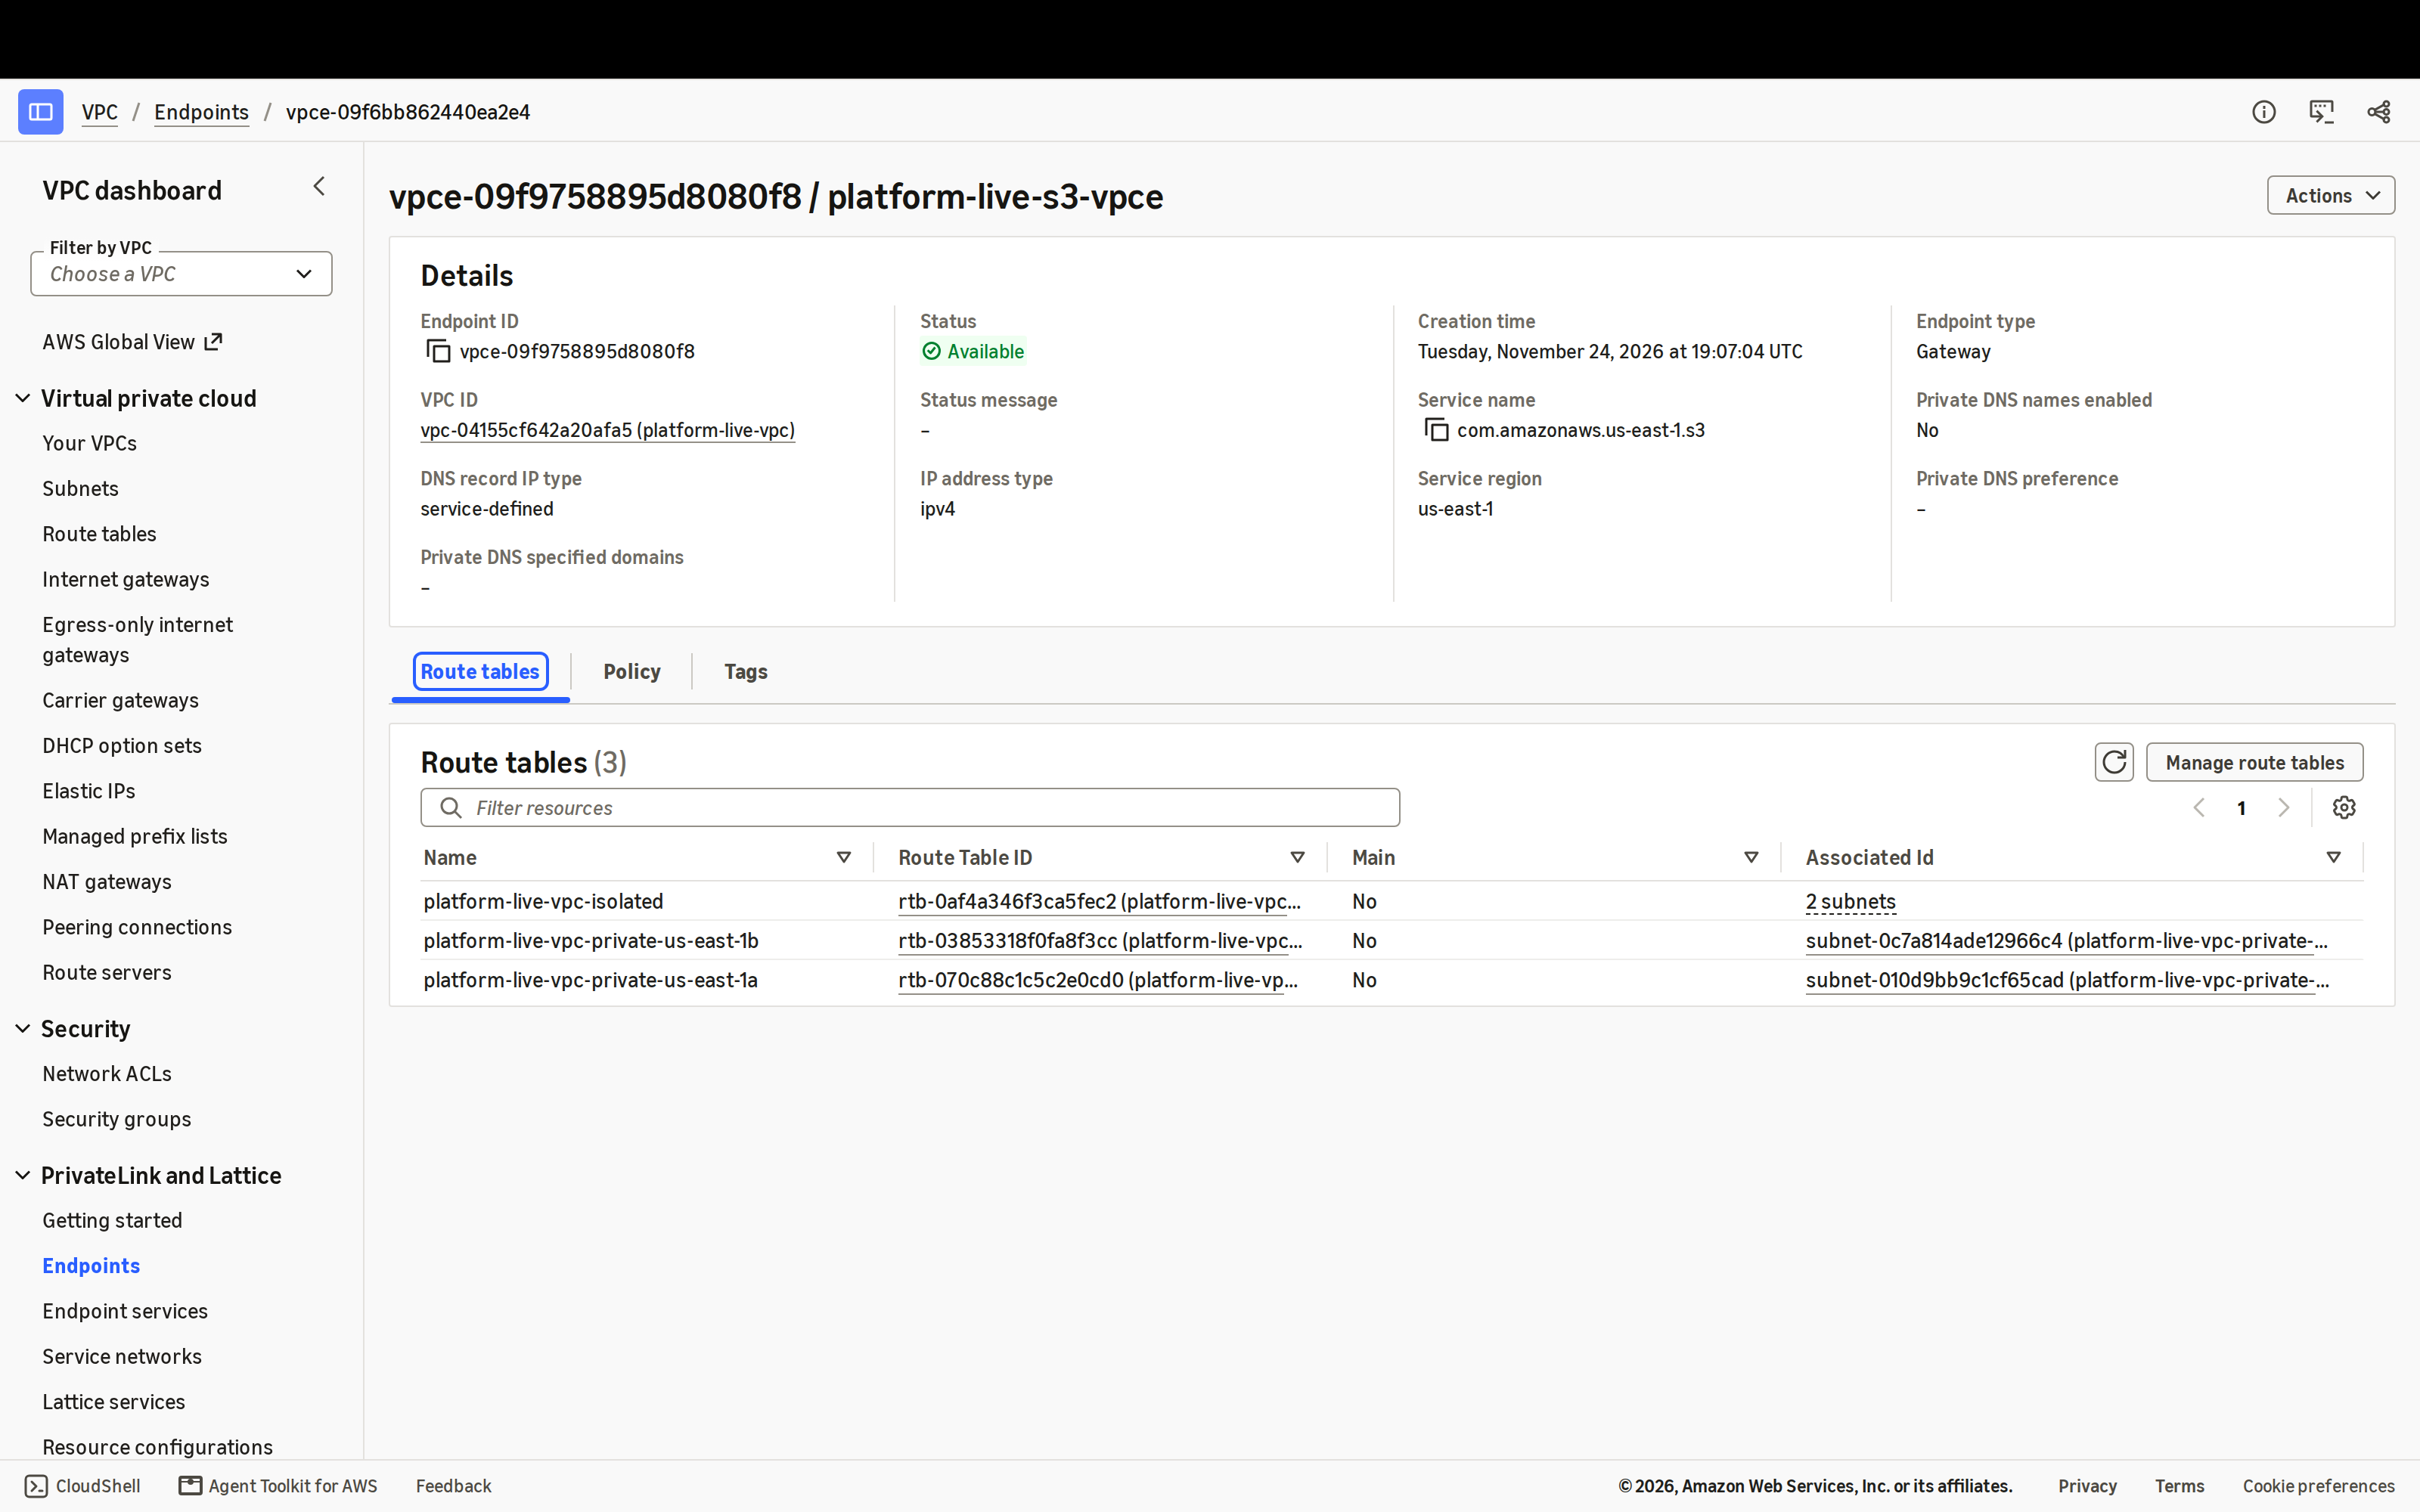 VPC / Endpoints / vpce-09f6bb862440ea2e4
VPC dashboard
Filter by VPC
Choose a VPC
AWS Global View
Virtual private cloud
Your VPCs
Subnets
Route tables
Internet gateways
Egress-only internet
gateways
Carrier gateways
DHCP option sets
Elastic IPs
Managed prefix lists
NAT gateways
Peering connections
Route servers
Security
Network ACLs
Security groups
PrivateLink and Lattice
Getting started
Endpoints
Endpoint services
Service networks
Lattice services
Resource configurations
vpce-09f9758895d8080f8 / platform-live-s3-vpce
Actions
Details
Endpoint ID
vpce-09f9758895d8080f8
VPC ID
vpc-04155cf642a20afa5 (platform-live-vpc)
DNS record IP type
service-defined
Private DNS specified domains
–
Status
Available
Status message
–
IP address type
ipv4
Creation time
Tuesday, November 24, 2026 at 19:07:04 UTC
Service name
com.amazonaws.us-east-1.s3
Service region
us-east-1
Endpoint type
Gateway
Private DNS names enabled
No
Private DNS preference
–
Route tables
Policy
Tags
Route tables (3)
Manage route tables
Filter resources
1
Name Route Table ID Main Associated Id
platform-live-vpc-isolated rtb-0af4a346f3ca5fec2 (platform-live-vpc... No 2 subnets
platform-live-vpc-private-us-east-1b rtb-03853318f0fa8f3cc (platform-live-vpc... No subnet-0c7a814ade12966c4 (platform-live-vpc-private-...
platform-live-vpc-private-us-east-1a rtb-070c88c1c5c2e0cd0 (platform-live-vp... No subnet-010d9bb9c1cf65cad (platform-live-vpc-private-...
CloudShell Agent Toolkit for AWS Feedback © 2026, Amazon Web Services, Inc. or its affiliates. Privacy Terms Cookie preferences